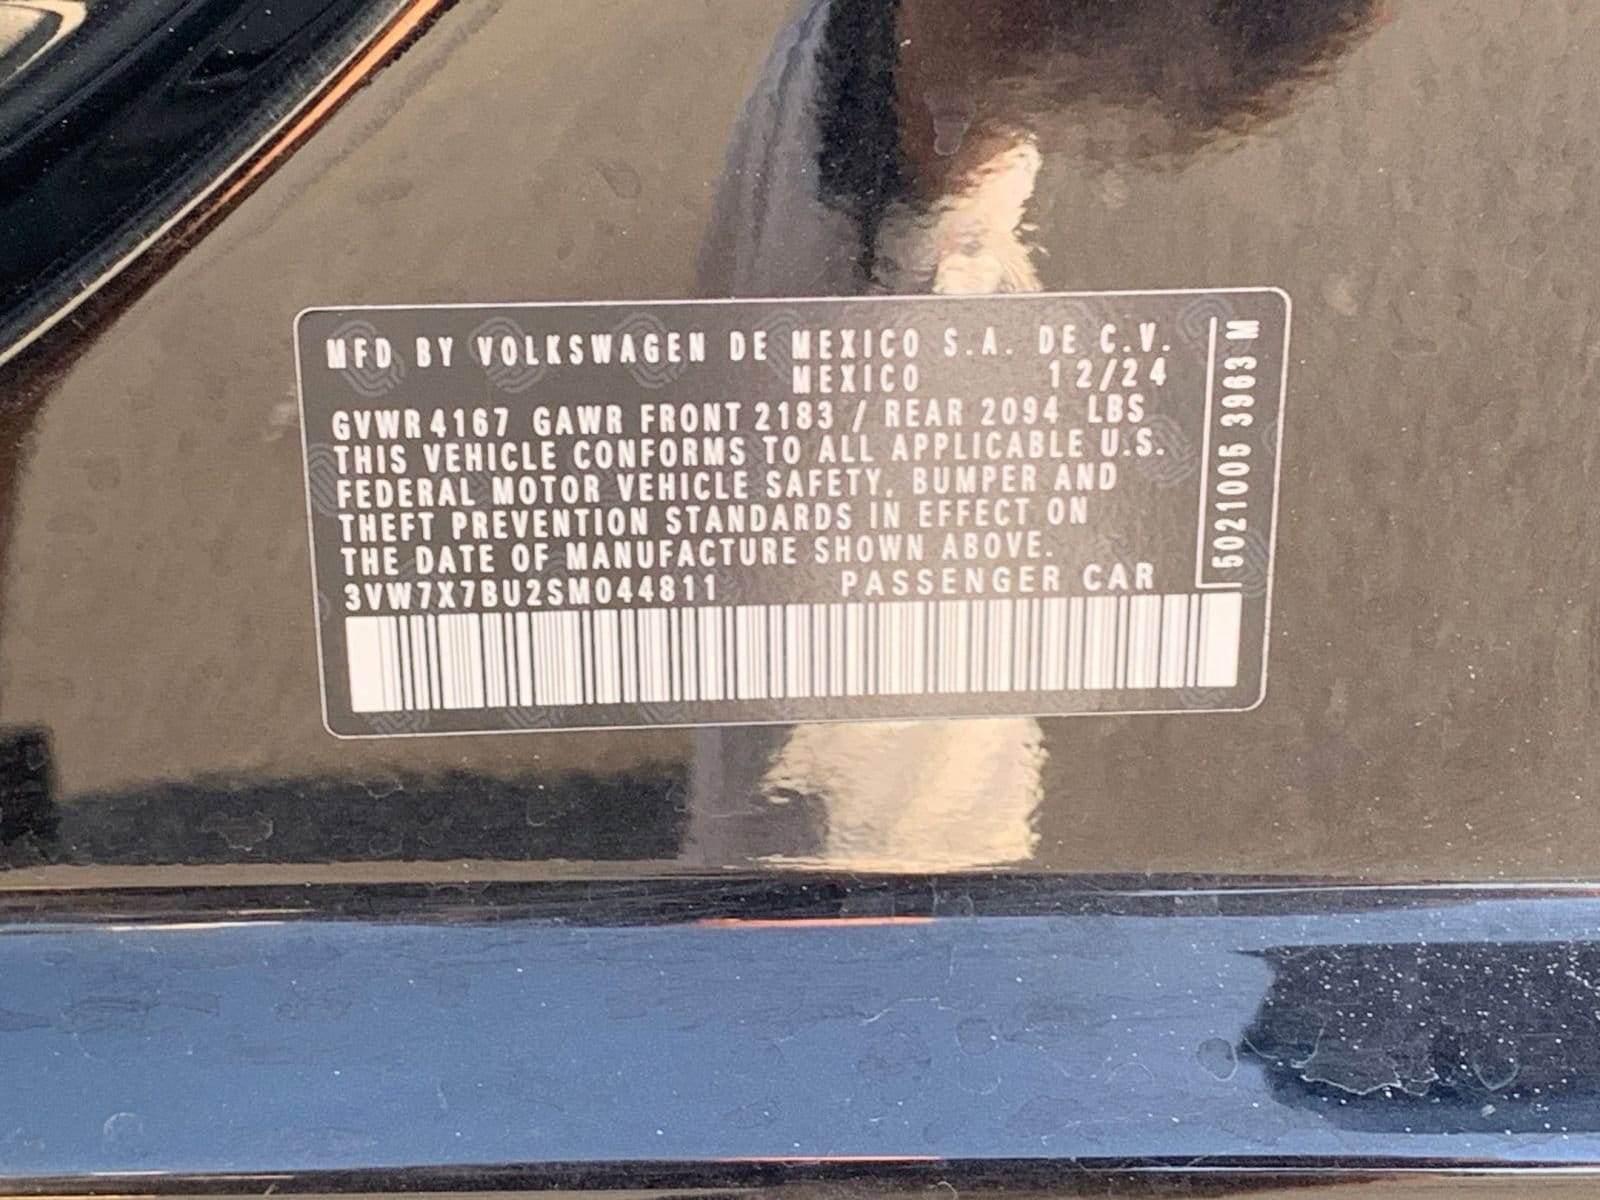 MFD BY VOLKSWAGEN DE MEXICO S.A. DE C.V.
MEXICO 12/24
GVWR 4167 GAWR FRONT 2183 / REAR 2094 LBS
THIS VEHICLE CONFORMS TO ALL APPLICABLE U.S.
FEDERAL MOTOR VEHICLE SAFETY, BUMPER AND
THEFT PREVENTION STANDARDS IN EFFECT ON
THE DATE OF MANUFACTURE SHOWN ABOVE.
3VW7X7BU2SM044811 PASSENGER CAR
5021005 3963 M